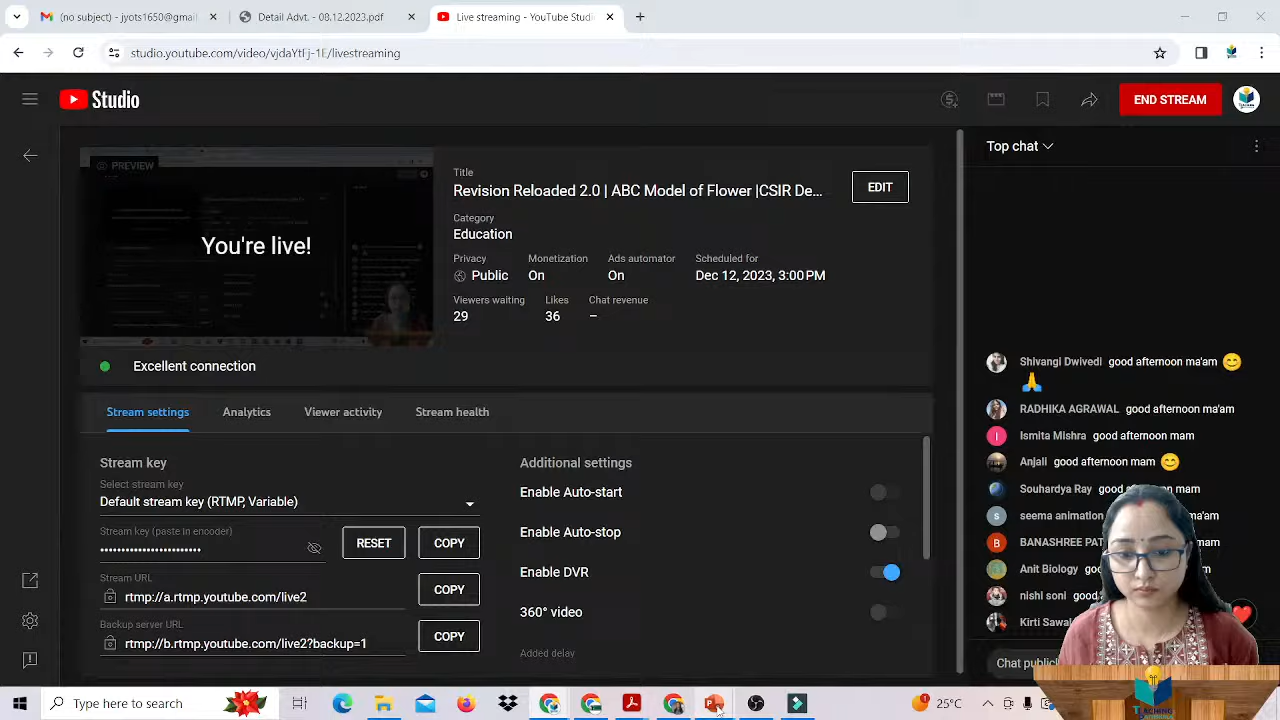 (no subject) - jyots1650@gmail
Detail Advt. - 08.12.2023.pdf
Live streaming - YouTube Studio
studio.youtube.com/video/vjdaYtFj-1E/livestreaming
Studio
END STREAM
PREVIEW
You're live!
Title
Revision Reloaded 2.0 | ABC Model of Flower |CSIR De...
EDIT
Category
Education
Privacy
Monetization
Ads automator
Scheduled for
Public
On
On
Dec 12, 2023, 3:00 PM
Viewers waiting
Likes
Chat revenue
29
36
–
Excellent connection
Stream settings
Analytics
Viewer activity
Stream health
Stream key
Select stream key
Default stream key (RTMP, Variable)
Stream key (paste in encoder)
••••••••••••••••••••••••
RESET
COPY
Stream URL
rtmp://a.rtmp.youtube.com/live2
COPY
Backup server URL
rtmp://b.rtmp.youtube.com/live2?backup=1
COPY
Additional settings
Enable Auto-start
Enable Auto-stop
Enable DVR
360° video
Added delay
Top chat
Shivangi Dwivedi good afternoon ma'am 😊
🙏
RADHIKA AGRAWAL good afternoon ma'am
Ismita Mishra good afternoon mam
Anjali good afternoon mam 😊
Souhardya Ray
seema animation
BANASHREE
Anit Biology
nishl soni
Kirti
Chat
Type here to search
25°C
TEACHING
PATHWAYZ